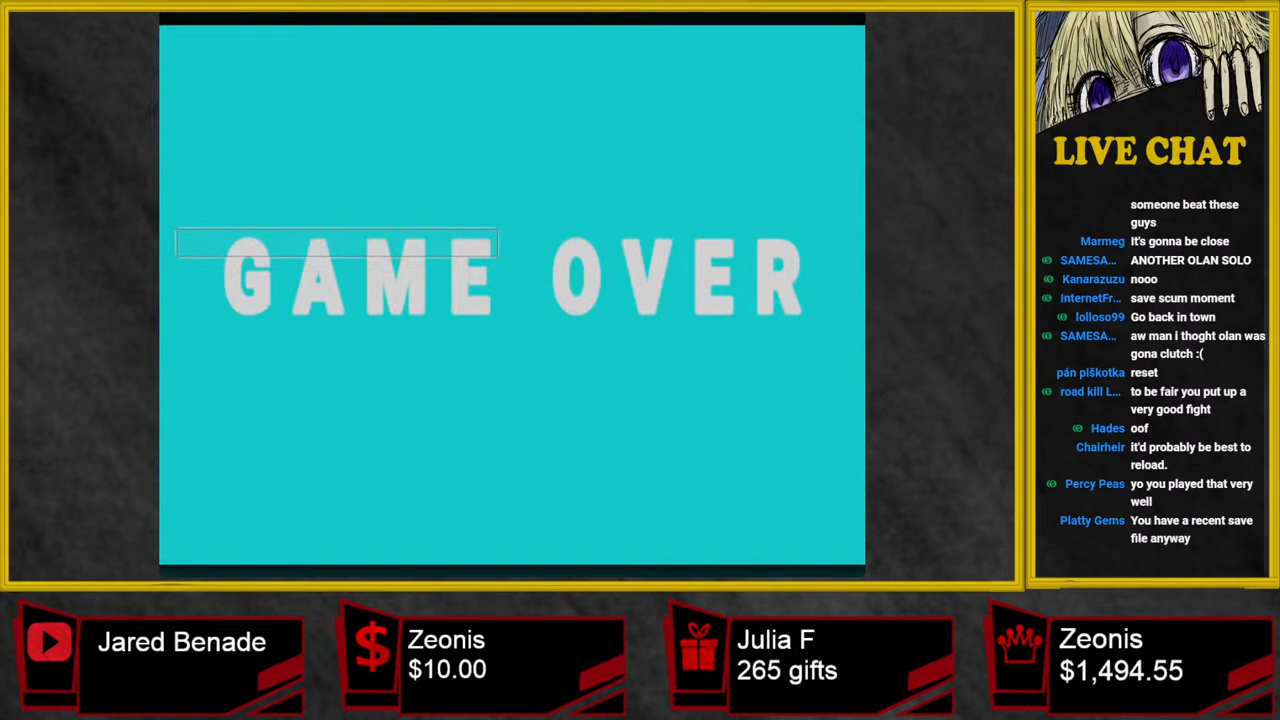 GAME OVER
LIVE CHAT
someone beat these
guys
Marmeg It's gonna be close
SAMESA... ANOTHER OLAN SOLO
Kanarazuzu nooo
InternetFr... save scum moment
lolloso99 Go back in town
SAMESA... aw man i thoght olan was
gona clutch :(
pán piškotka reset
road kill L... to be fair you put up a
very good fight
Hades oof
Chairheir it'd probably be best to
reload.
Percy Peas yo you played that very
well
Platty Gems You have a recent save
file anyway
Jared Benade
Zeonis
$10.00
Julia F
265 gifts
Zeonis
$1,494.55